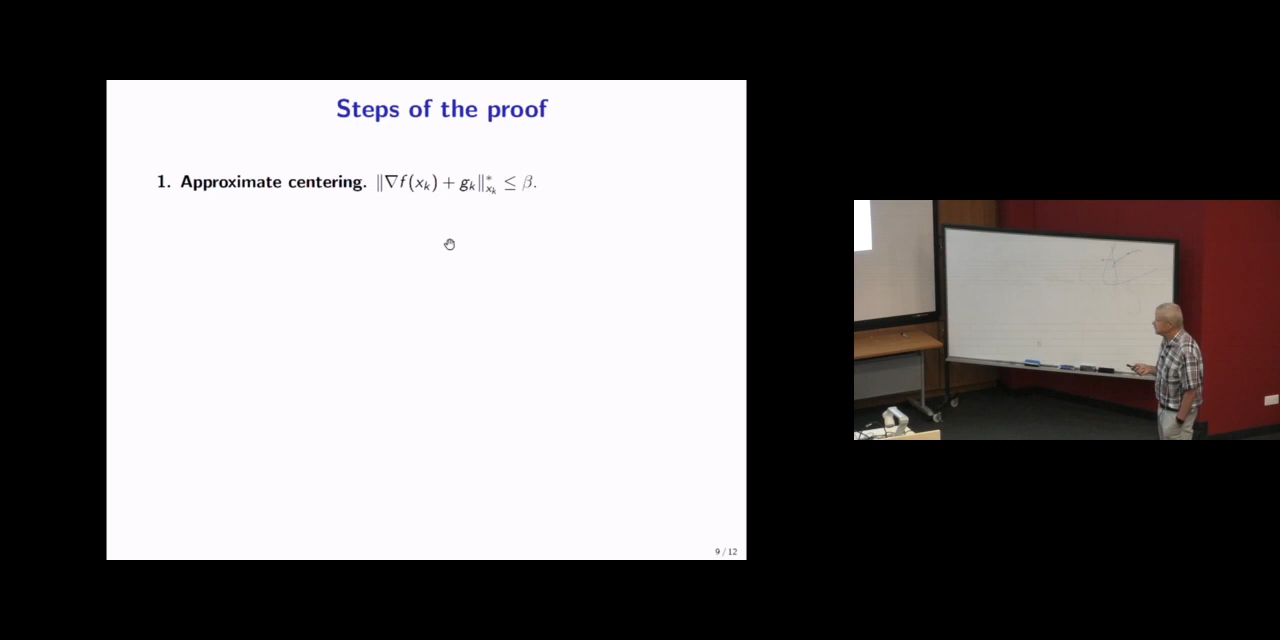 Steps of the proof
1. Approximate centering. ‖∇f(x_k) + g_k‖*_{x_k} ≤ β.
9 / 12